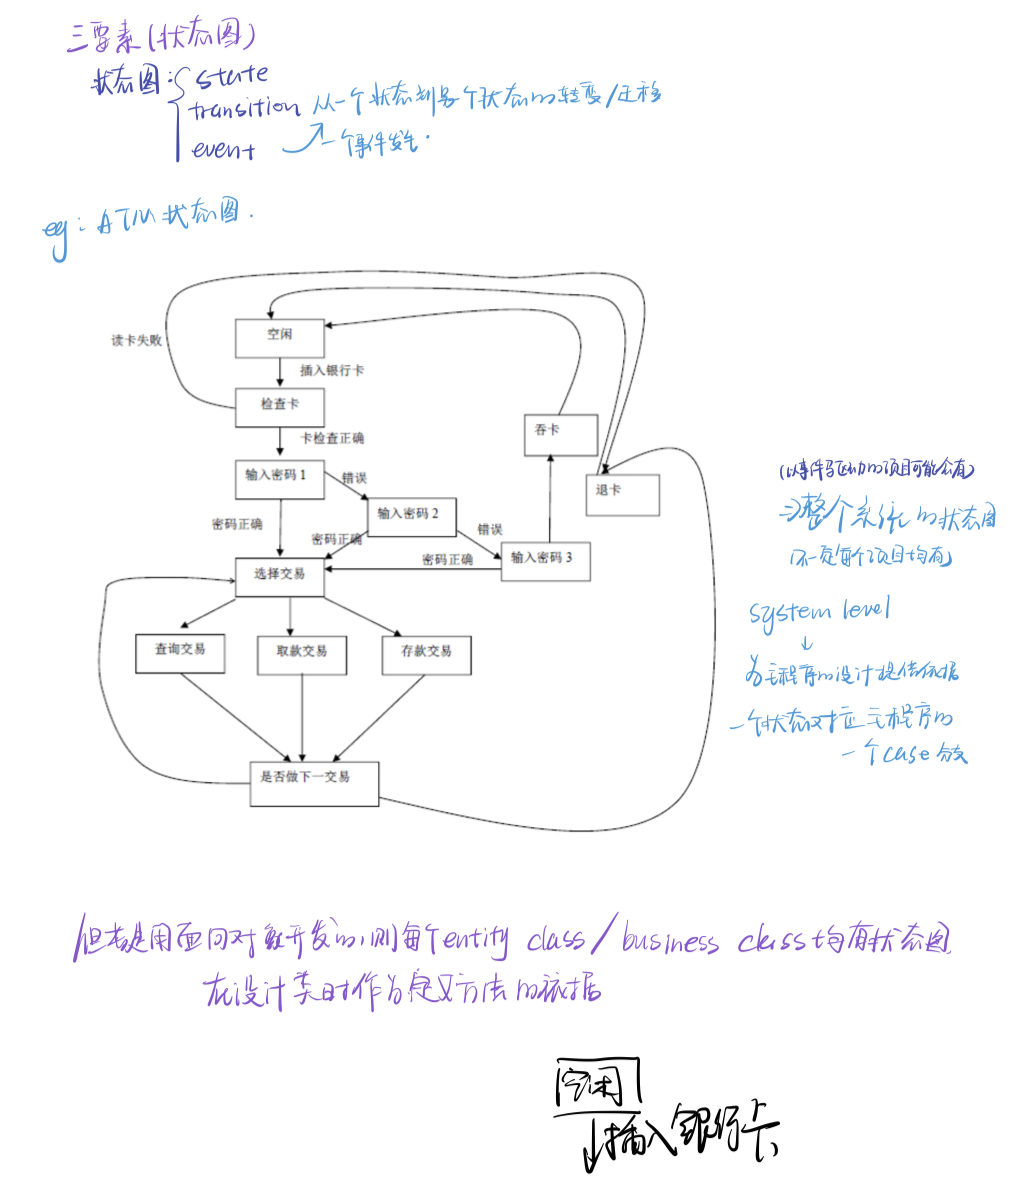 三要素(状态图)
状态图: state
transition 从一个状态到另个状态的转变/迁移
event 一个事件发生.
eg: ATM状态图.
空闲
读卡失败
插入银行卡
检查卡
吞卡
卡检查正确
输入密码 1
错误
退卡
(以事件驱动的项目可能会有)
输入密码 2
⇒整个系统的状态图
密码正确
错误
密码正确
(不一定每个项目均有)
密码正确
输入密码 3
选择交易
system level
↓
查询交易
取款交易
存款交易
为主程序的设计提供依据
一个状态对应主程序的
一个case分支
是否做下一交易
但若是用面向对象开发的,则每个entity class/business class均有状态图
在设计类时作为定义方法的依据
空闲
↓插入银行卡